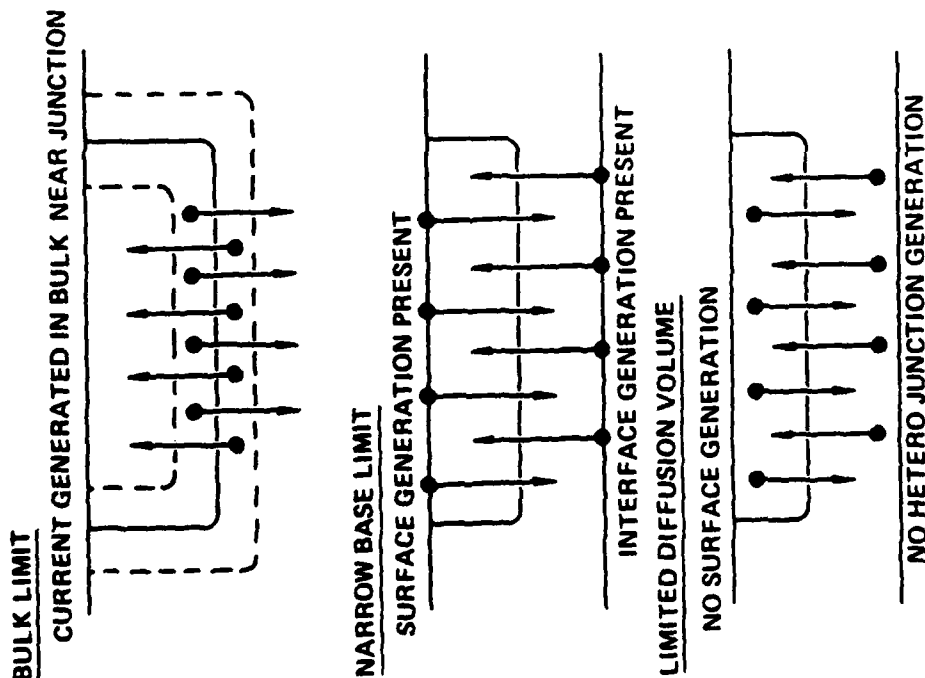 BULK LIMIT
CURRENT GENERATED IN BULK NEAR JUNCTION
NARROW BASE LIMIT
SURFACE GENERATION PRESENT
INTERFACE GENERATION PRESENT
LIMITED DIFFUSION VOLUME
NO SURFACE GENERATION
NO HETERO JUNCTION GENERATION